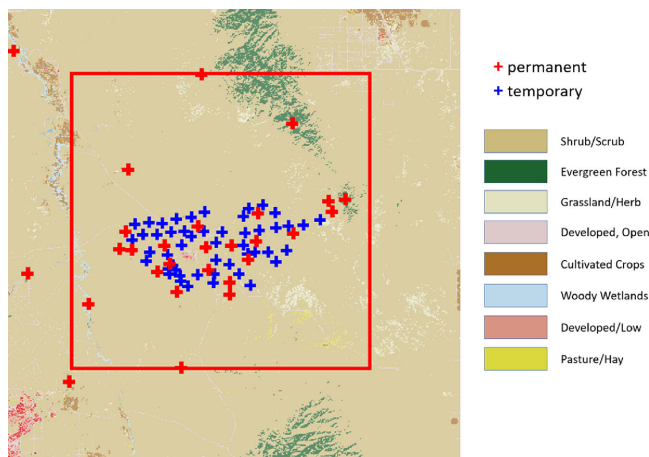 permanent
temporary
Shrub/Scrub
Evergreen Forest
Grassland/Herb
Developed, Open
Cultivated Crops
Woody Wetlands
Developed/Low
Pasture/Hay